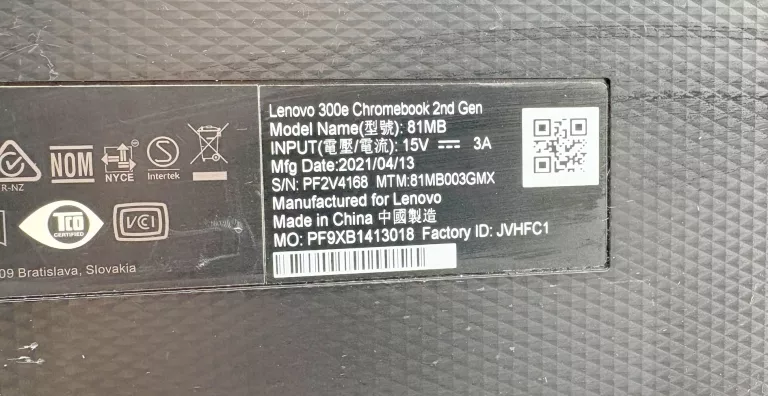 Lenovo 300e Chromebook 2nd Gen
Model Name(型號): 81MB
INPUT(電壓/電流): 15V ⎓ 3A
Mfg Date:2021/04/13
S/N: PF2V4168 MTM:81MB003GMX
Manufactured for Lenovo
Made in China 中國製造
MO: PF9XB1413018 Factory ID: JVHFC1
R-NZ
NOM
NYCE
S
Intertek
TCO
CERTIFIED
VCCI
09 Bratislava, Slovakia